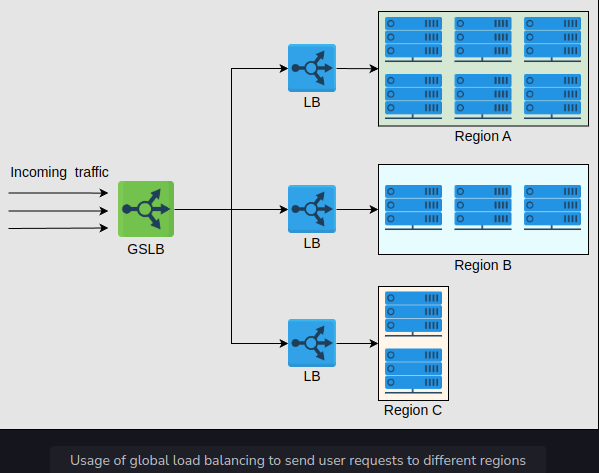 LB
Region A
Incoming traffic
GSLB
LB
Region B
LB
Region C
Usage of global load balancing to send user requests to different regions